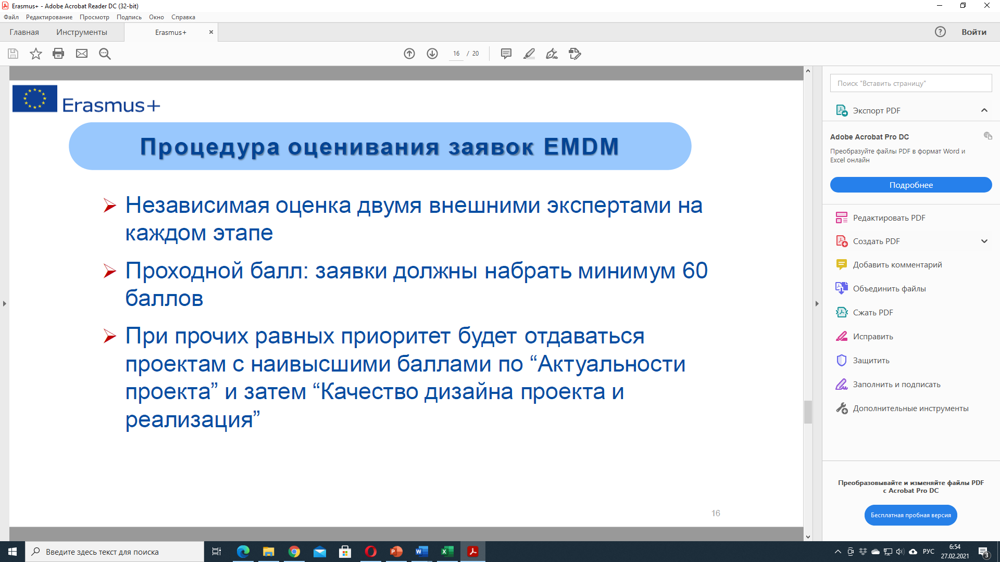 Erasmus+ - Adobe Acrobat Reader DC (32-bit)
Файл Редактирование Просмотр Подпись Окно Справка
Главная Инструменты Erasmus+ × ? Войти
16 / 20
Erasmus+
Процедура оценивания заявок EMDM
Независимая оценка двумя внешними экспертами на
каждом этапе
Проходной балл: заявки должны набрать минимум 60
баллов
При прочих равных приоритет будет отдаваться
проектам с наивысшими баллами по “Актуальности
проекта” и затем “Качество дизайна проекта и
реализация”
16
Поиск "Вставить страницу"
Экспорт PDF
Adobe Acrobat Pro DC
Преобразуйте файлы PDF в формат Word и
Excel онлайн
Подробнее
Редактировать PDF
Создать PDF
Добавить комментарий
Объединить файлы
Сжать PDF
Исправить
Защитить
Заполнить и подписать
Дополнительные инструменты
Преобразовывайте и изменяйте файлы PDF
с Acrobat Pro DC
Бесплатная пробная версия
Введите здесь текст для поиска
РУС
6:54
27.02.2021
3